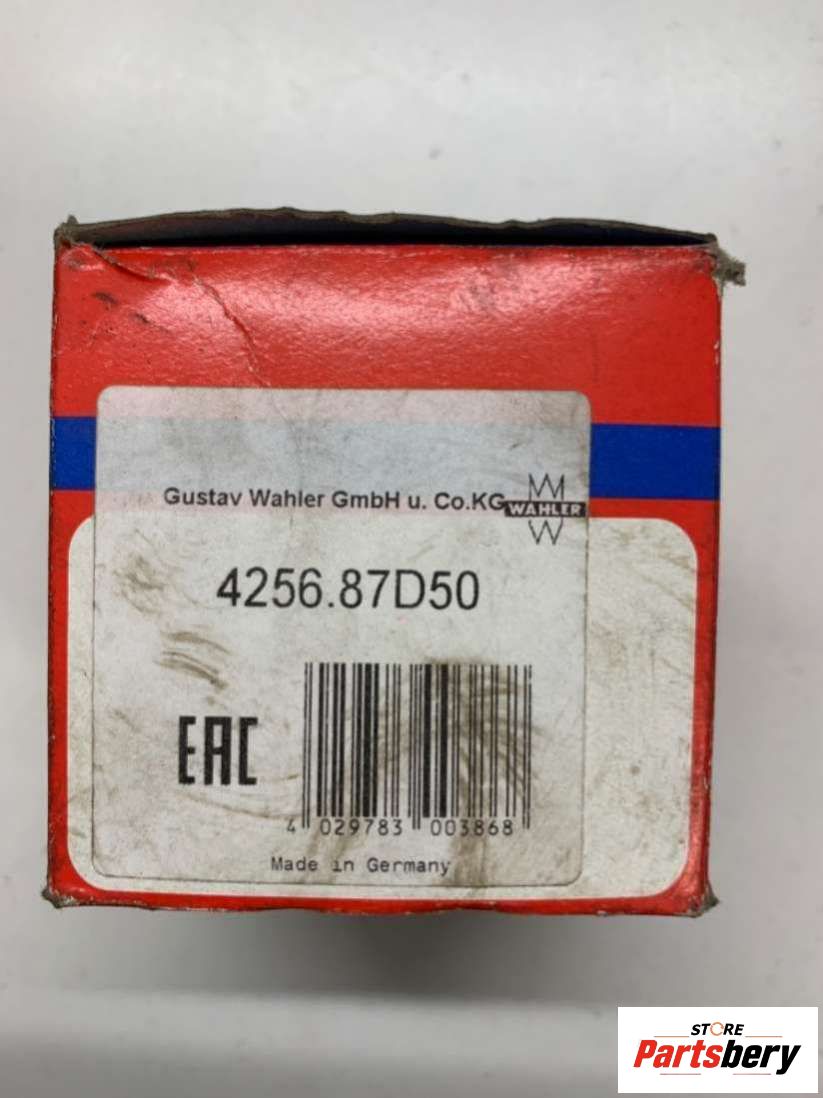 Gustav Wahler GmbH u. Co.KG
WAHLER
4256.87D50
EAC
4 029783 003868
Made in Germany
STORE
Partsbery